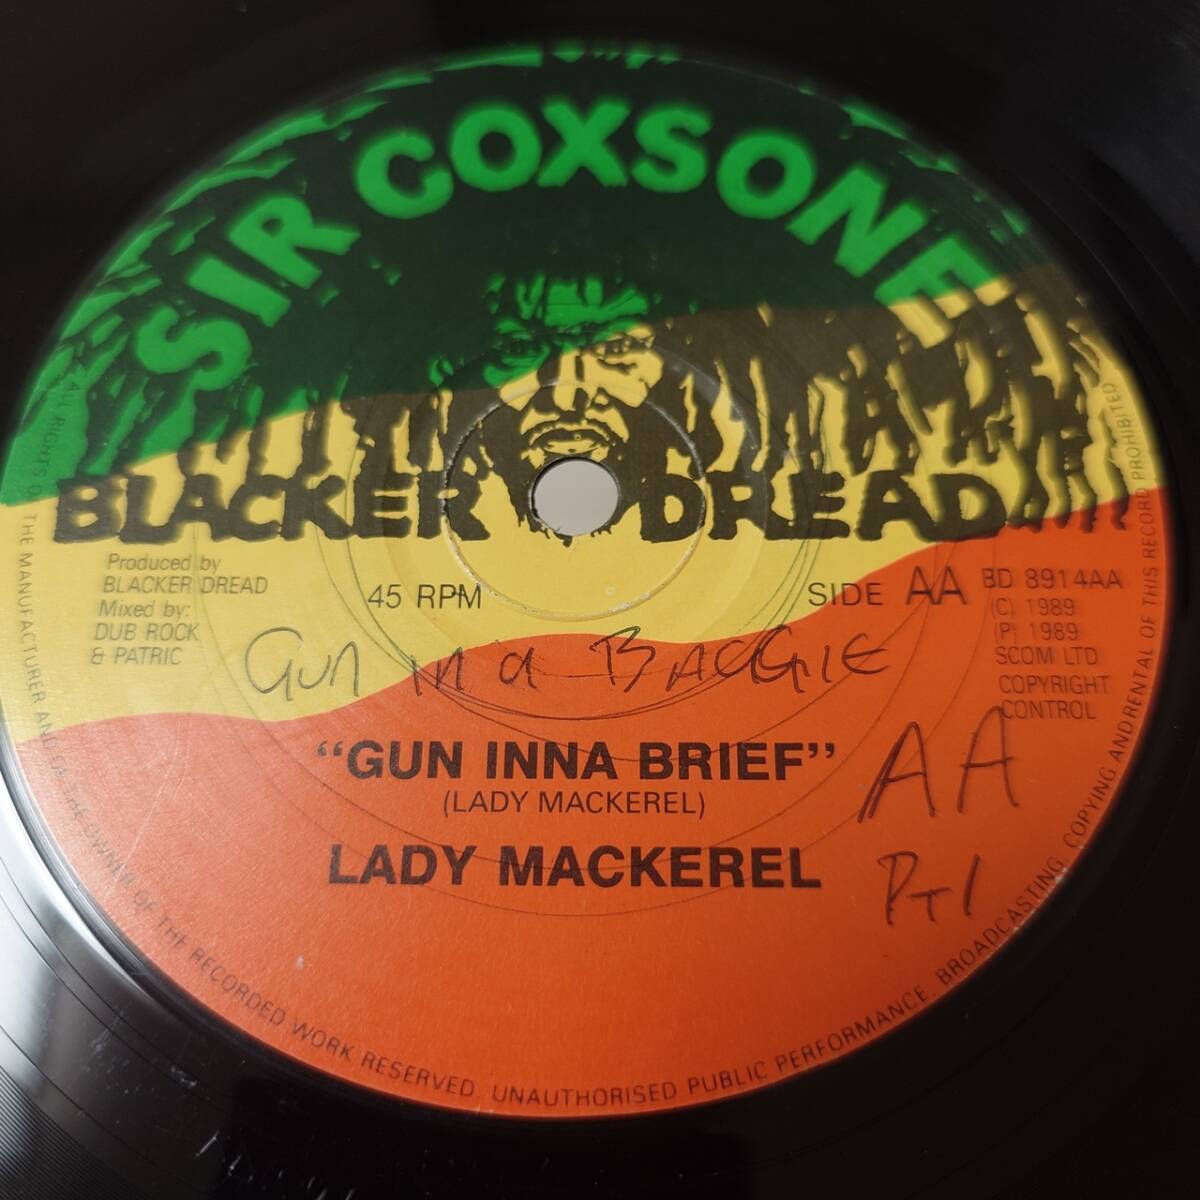 SIR COXSONE
BLACKER DREAD
Produced by
BLACKER DREAD
Mixed by:
DUB ROCK
& PATRIC
45 RPM
SIDE AA
BD 8914AA
(C) 1989
(P) 1989
SCOM LTD
COPYRIGHT
CONTROL
Gun in a BAGGIE
"GUN INNA BRIEF"
(LADY MACKEREL)
LADY MACKEREL
AA
PT1
ALL RIGHTS O, THE MANUFACTURER AND OF THE OWNER OF THE RECORDED WORK RESERVED. UNAUTHORISED PUBLIC PERFORMANCE, BROADCASTING, COPYING ANDRENTAL OF THIS RECORD PROHIBITED